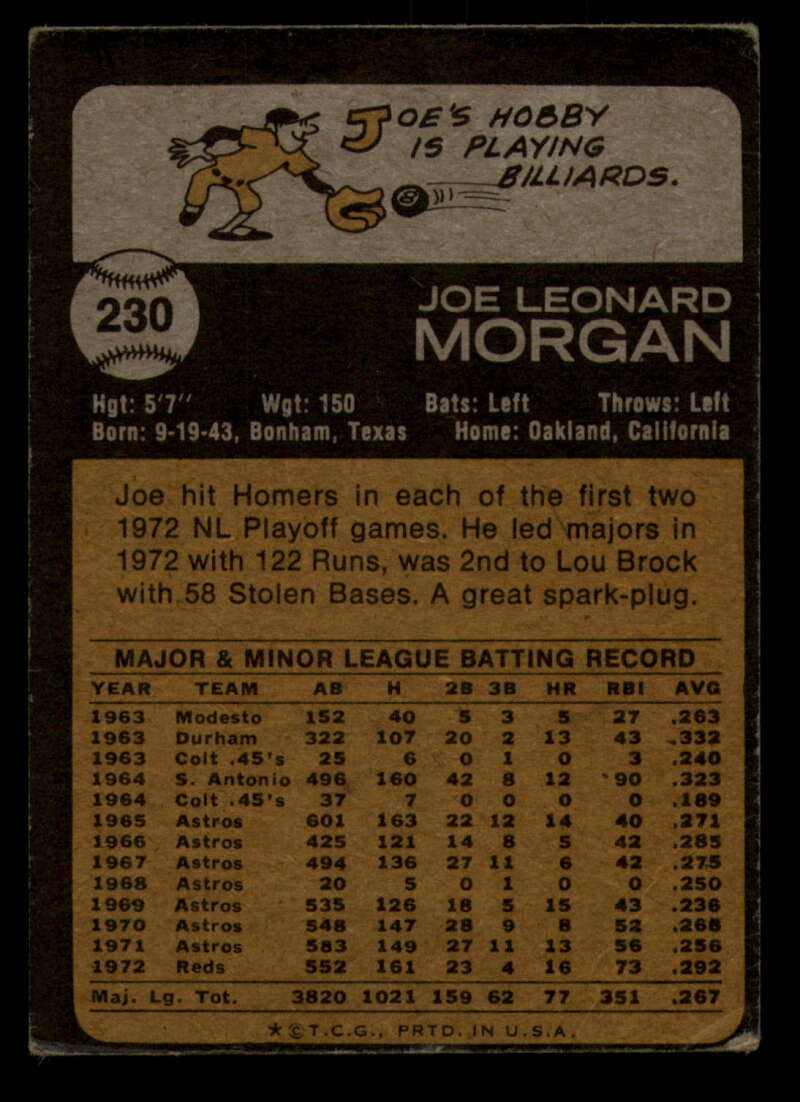 JOE'S HOBBY
IS PLAYING
BILLIARDS.
8
230
JOE LEONARD
MORGAN
Hgt: 5'7" Wgt: 150 Bats: Left Throws: Left
Born: 9-19-43, Bonham, Texas Home: Oakland, California
Joe hit Homers in each of the first two
1972 NL Playoff games. He led majors in
1972 with 122 Runs, was 2nd to Lou Brock
with 58 Stolen Bases. A great spark-plug.
MAJOR & MINOR LEAGUE BATTING RECORD
YEAR TEAM AB H 2B 3B HR RBI AVG
1963 Modesto 152 40 5 3 5 27 .263
1963 Durham 322 107 20 2 13 43 .332
1963 Colt .45's 25 6 0 1 0 3 .240
1964 S. Antonio 496 160 42 8 12 90 .323
1964 Colt .45's 37 7 0 0 0 0 .189
1965 Astros 601 163 22 12 14 40 .271
1966 Astros 425 121 14 8 5 42 .285
1967 Astros 494 136 27 11 6 42 .275
1968 Astros 20 5 0 1 0 0 .250
1969 Astros 535 126 18 5 15 43 .236
1970 Astros 548 147 28 9 8 52 .268
1971 Astros 583 149 27 11 13 56 .256
1972 Reds 552 161 23 4 16 73 .292
Maj. Lg. Tot. 3820 1021 159 62 77 351 .267
★©T.C.G., PRTD. IN U.S.A.